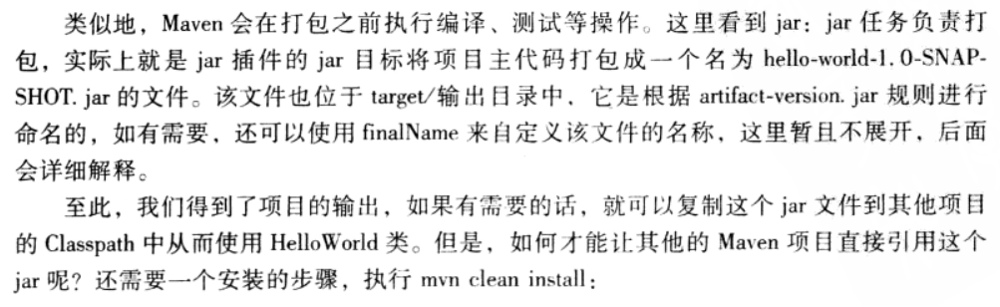 类似地，Maven 会在打包之前执行编译、测试等操作。这里看到 jar：jar 任务负责打
包，实际上就是 jar 插件的 jar 目标将项目主代码打包成一个名为 hello-world-1.0-SNAP-
SHOT.jar 的文件。该文件也位于 target/输出目录中，它是根据 artifact-version.jar 规则进行
命名的，如有需要，还可以使用 finalName 来自定义该文件的名称，这里暂且不展开，后面
会详细解释。
至此，我们得到了项目的输出，如果有需要的话，就可以复制这个 jar 文件到其他项目
的 Classpath 中从而使用 HelloWorld 类。但是，如何才能让其他的 Maven 项目直接引用这个
jar 呢？还需要一个安装的步骤，执行 mvn clean install：